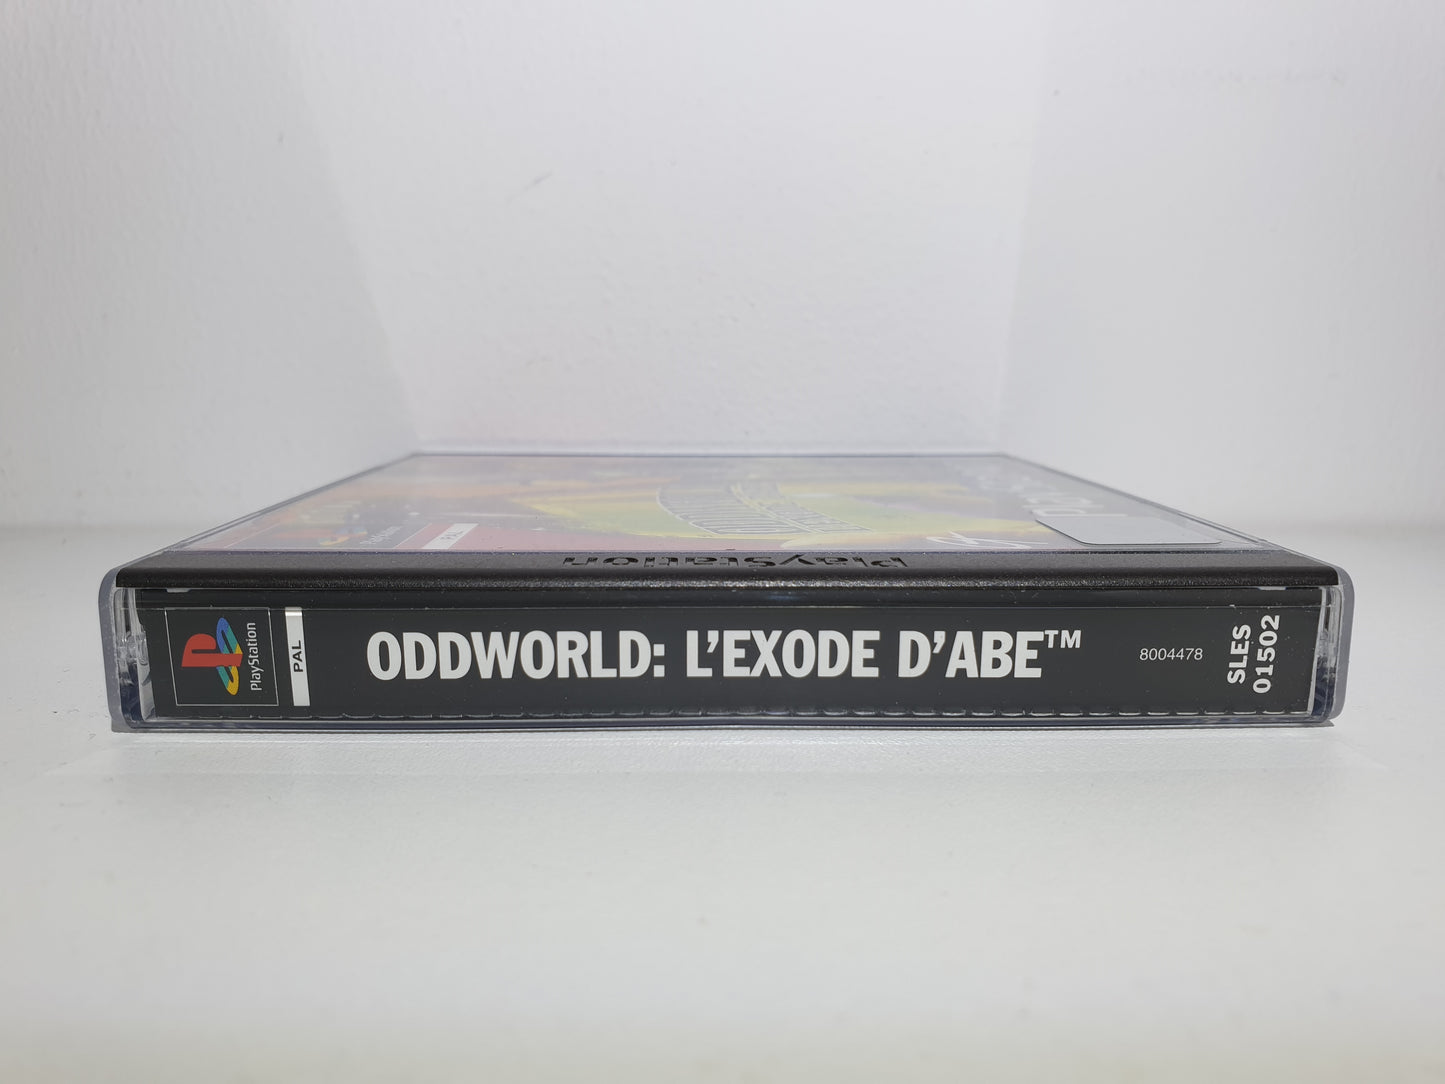 PlayStation
PlayStation
PAL
ODDWORLD: L'EXODE D'ABE™
8004478
SLES
01502